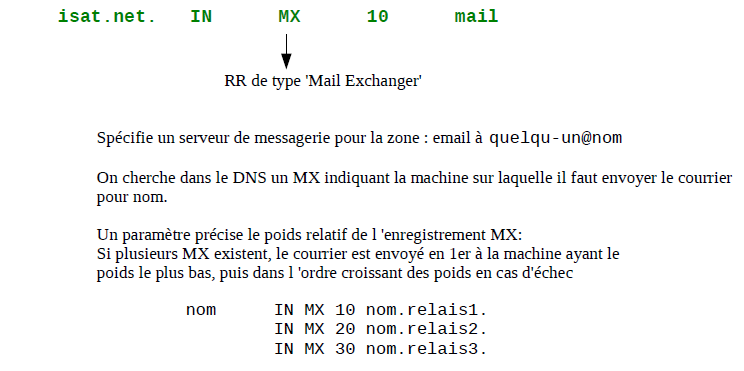 isat.net. IN MX 10 mail
RR de type 'Mail Exchanger'
Spécifie un serveur de messagerie pour la zone : email à quelqu-un@nom
On cherche dans le DNS un MX indiquant la machine sur laquelle il faut envoyer le courrier
pour nom.
Un paramètre précise le poids relatif de l 'enregistrement MX:
Si plusieurs MX existent, le courrier est envoyé en 1er à la machine ayant le
poids le plus bas, puis dans l 'ordre croissant des poids en cas d'échec
nom IN MX 10 nom.relais1.
IN MX 20 nom.relais2.
IN MX 30 nom.relais3.